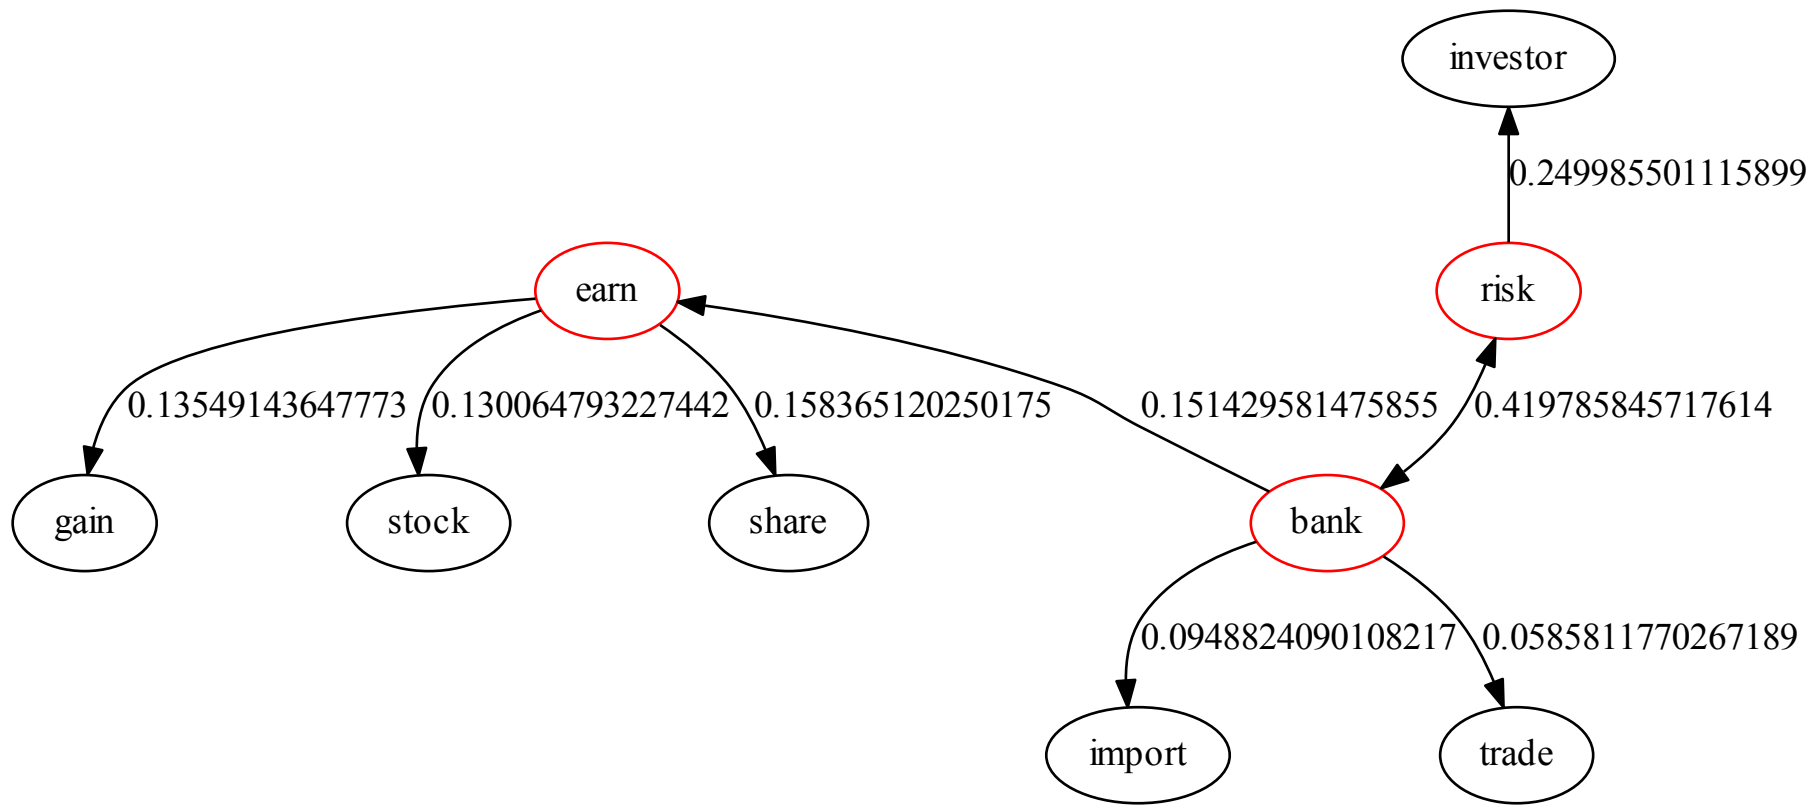 investor
0.249985501115899
earn
risk
0.13549143647773
0.130064793227442
0.158365120250175
0.151429581475855
0.419785845717614
gain
stock
share
bank
0.0948824090108217
0.0585811770267189
import
trade